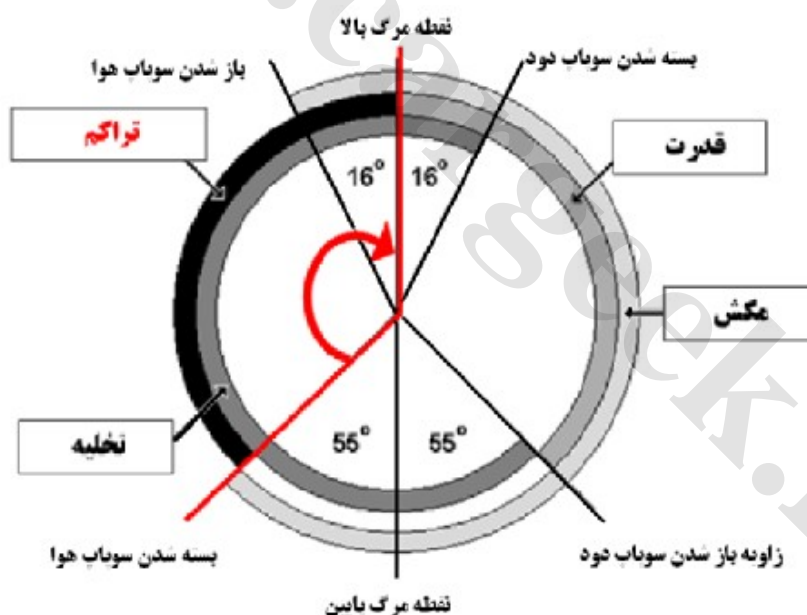 نقطه مرگ بالا
بسته شدن سوپاپ دود
باز شدن سوپاپ هوا
تراکم
قدرت
16° 16°
مکش
تخلیه
55° 55°
بسته شدن سوپاپ هوا
زاویه باز شدن سوپاپ دود
نقطه مرگ پایین